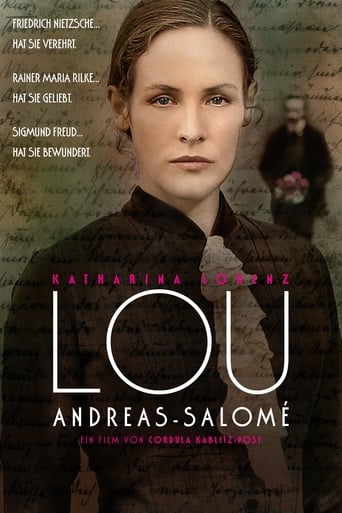 FRIEDRICH NIETZSCHE...
HAT SIE VEREHRT.
RAINER MARIA RILKE...
HAT SIE GELIEBT.
SIGMUND FREUD...
HAT SIE BEWUNDERT.
KATHARINA LORENZ
LOU
ANDREAS-SALOMÉ
EIN FILM VON CORDULA KABLITZ-POST